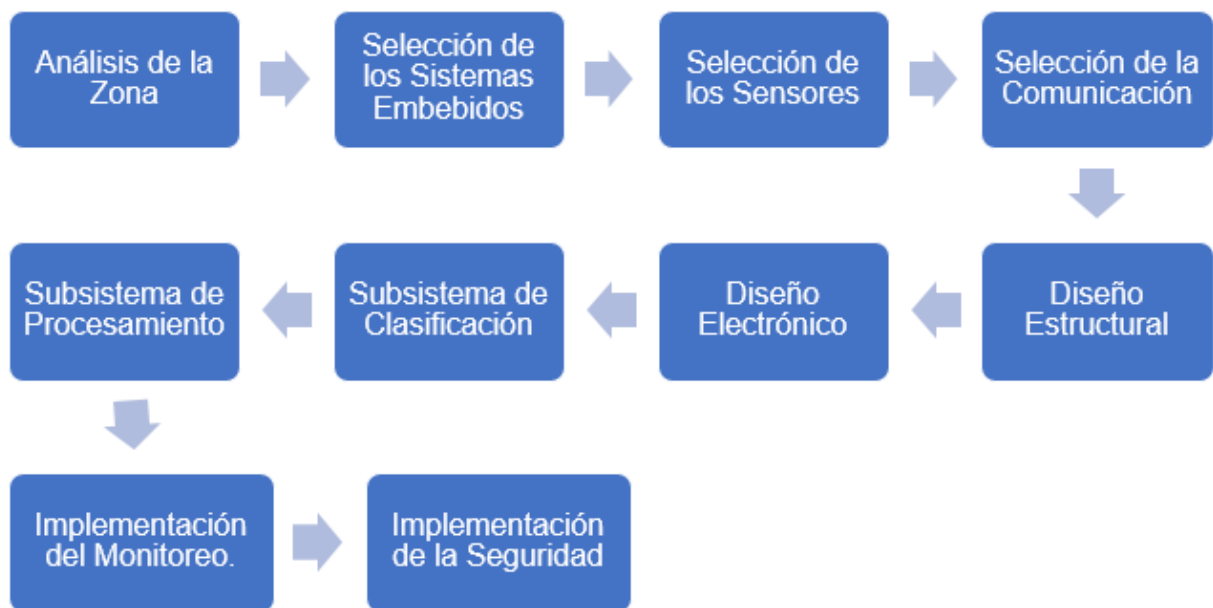 Análisis de la
Zona
Selección de
los Sistemas
Embebidos
Selección de
los Sensores
Selección de la
Comunicación
Diseño
Estructural
Diseño
Electrónico
Subsistema de
Clasificación
Subsistema de
Procesamiento
Implementación
del Monitoreo.
Implementación
de la Seguridad